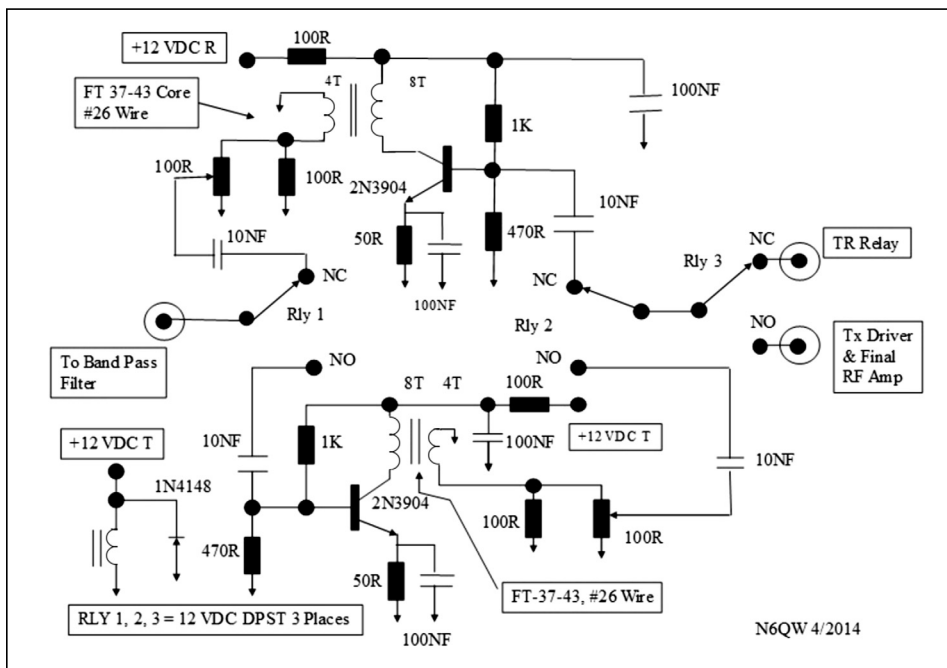 +12 VDC R
100R
FT 37-43 Core
#26 Wire
4T
8T
100NF
1K
100R
100R
2N3904
10NF
50R
470R
100NF
10NF
NC
Rly 1
NC
Rly 2
Rly 3
NC
TR Relay
NO
Tx Driver
& Final
RF Amp
To Band Pass
Filter
NO
NO
8T
4T
100R
+12 VDC T
100NF
+12 VDC T
10NF
1K
10NF
1N4148
2N3904
470R
100R
100R
50R
100NF
FT-37-43, #26 Wire
RLY 1, 2, 3 = 12 VDC DPST 3 Places
N6QW 4/2014